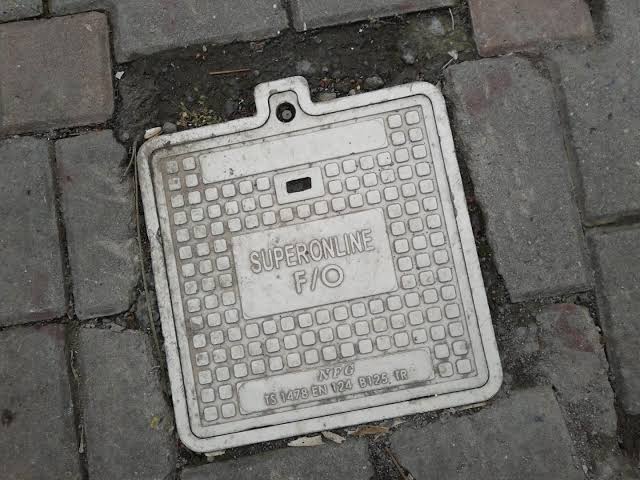 SUPERONLINE
F/O
NPG
TS 1478 EN 124 B125 TR